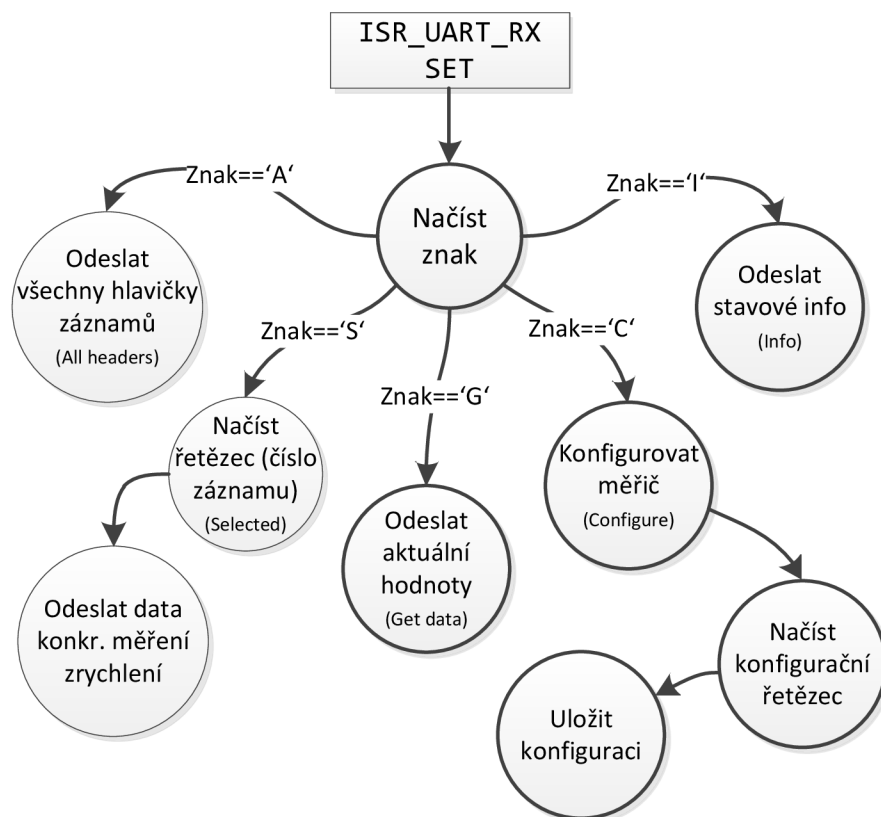 ISR_UART_RX
SET
Znak==‘A‘
Znak==‘I‘
Načíst
znak
Odeslat
všechny hlavičky
záznamů
(All headers)
Odeslat
stavové info
(Info)
Znak==‘S‘
Znak==‘C‘
Znak==‘G‘
Načíst
řetězec (číslo
záznamu)
(Selected)
Konfigurovat
měřič
(Configure)
Odeslat
aktuální
hodnoty
(Get data)
Odeslat data
konkr. měření
zrychlení
Načíst
konfigurační
řetězec
Uložit
konfiguraci